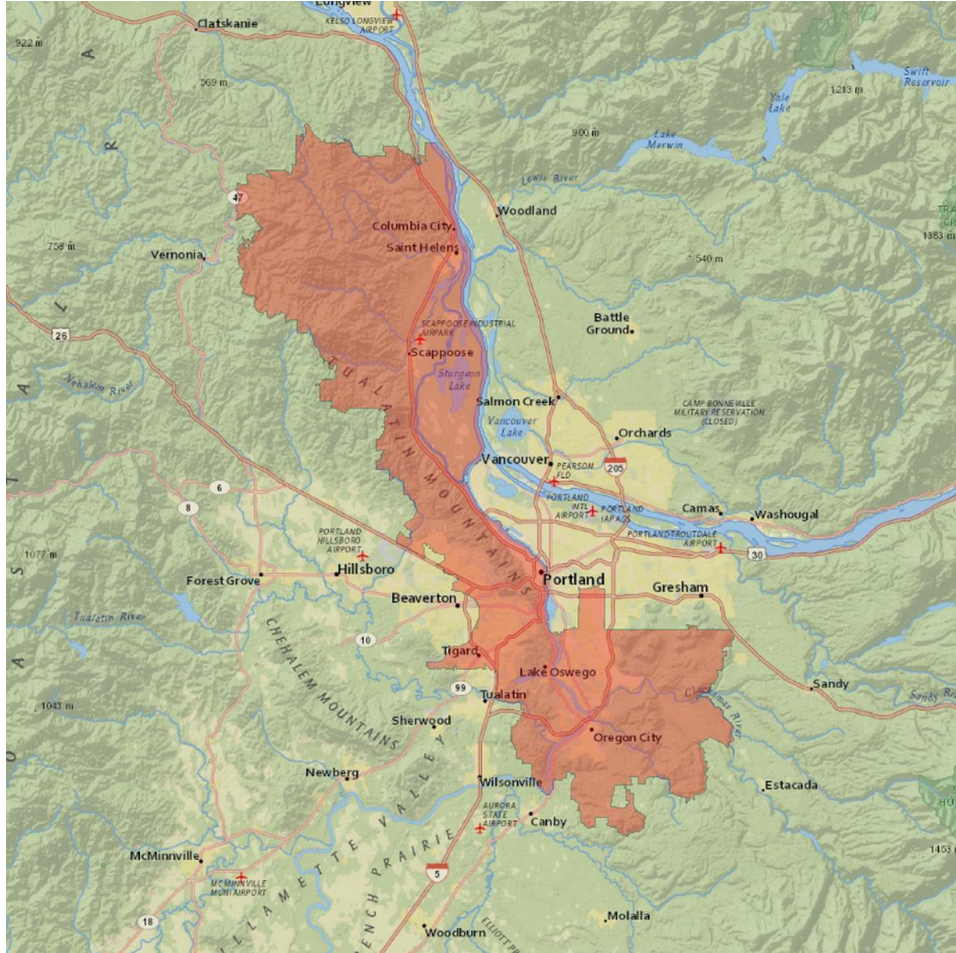 Longview
KELSO LONGVIEW
AIRPORT
Clatskanie
922 m
569 m
Swift
Reservoir
1213 m
Yale
Lake
900 m
Lake
Merwin
Lewis River
47
Woodland
Columbia City
Saint Helens
1383 m
758 m
Vernonia
540 m
Battle
Ground
SCAPPOOSE INDUSTRIAL
AIRPARK
26
Scappoose
Nehalem River
Sturgeon
Lake
Salmon Creek
CAMP BONNEVILLE
MILITARY RESERVATION
(CLOSED)
Vancouver
Lake
Orchards
TUALATIN MOUNTAINS
Vancouver
PEARSON
FLD
205
6
8
PORTLAND
INTL
AIRPORT
PORTLAND
IAP AGS
Camas
Washougal
PORTLAND
HILLSBORO
AIRPORT
PORTLAND-TROUTDALE
AIRPORT
30
1077 m
Forest Grove
Hillsboro
Portland
Beaverton
Gresham
Tualatin River
10
CHEHALEM MOUNTAINS
Tigard
Lake Oswego
99
Tualatin
Sandy
Clackamas River
Sandy River
1043 m
Sherwood
Oregon City
Newberg
Wilsonville
Estacada
AURORA
STATE
AIRPORT
Canby
McMinnville
1453 m
5
MC MINNVILLE
MUNI AIRPORT
VALLEY
FRENCH PRAIRIE
18
Molalla
Woodburn